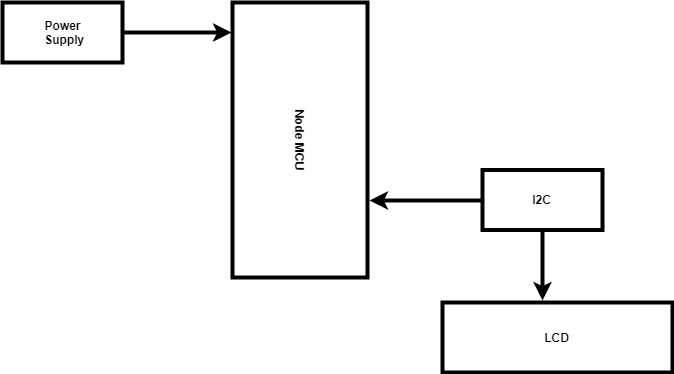 Power
Supply
Node MCU
I2C
LCD